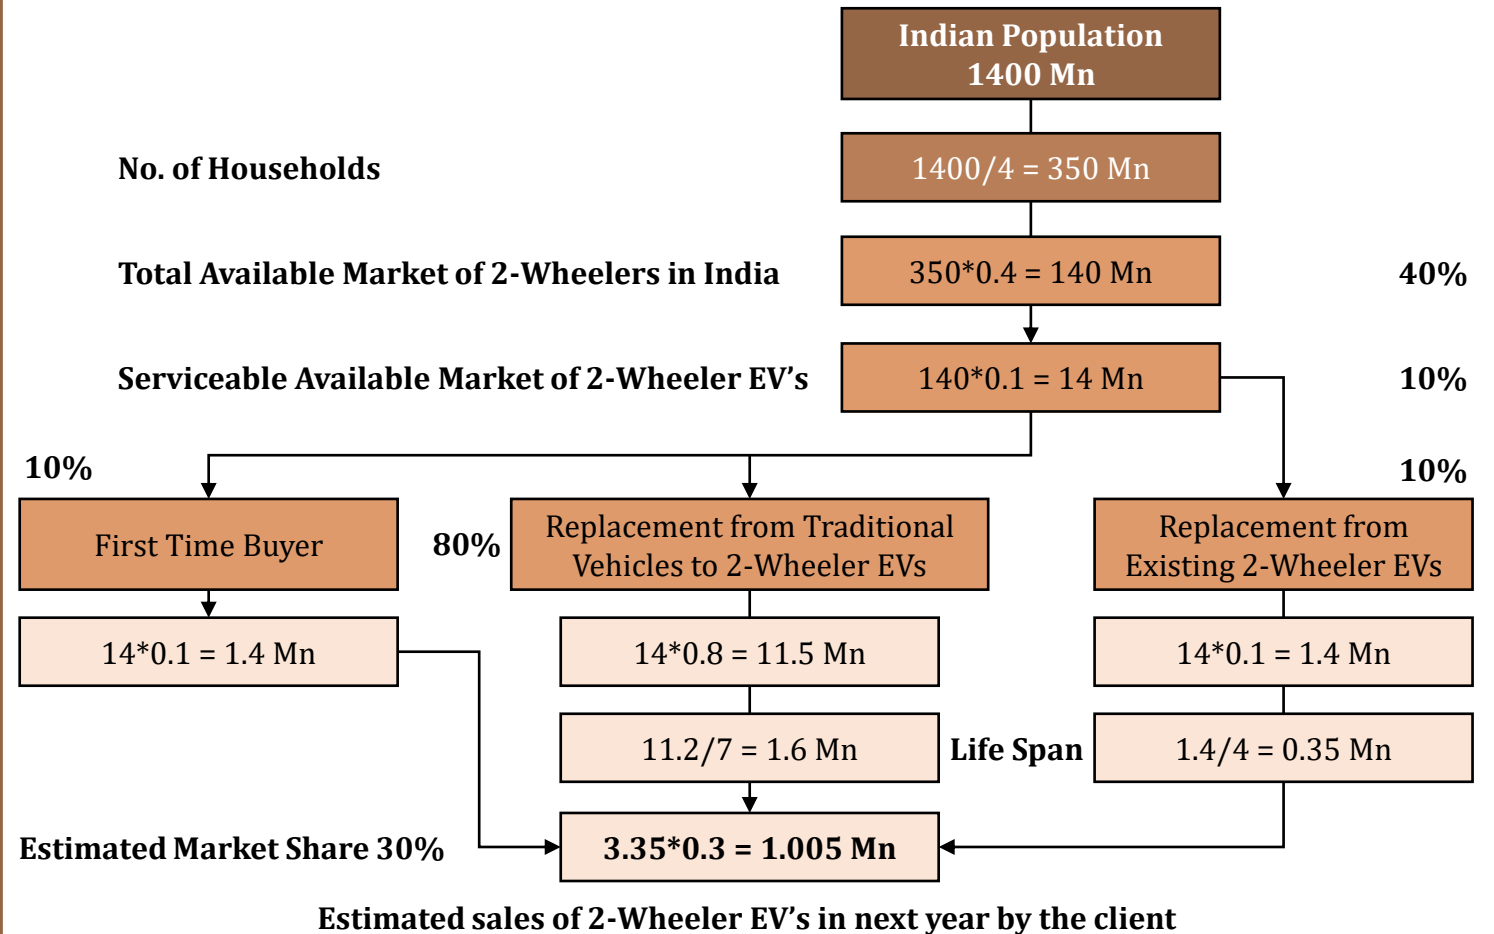 Indian Population
1400 Mn
No. of Households
1400/4 = 350 Mn
Total Available Market of 2-Wheelers in India
350*0.4 = 140 Mn
40%
Serviceable Available Market of 2-Wheeler EV's
140*0.1 = 14 Mn
10%
10%
10%
First Time Buyer
80%
Replacement from Traditional
Vehicles to 2-Wheeler EVs
Replacement from
Existing 2-Wheeler EVs
14*0.1 = 1.4 Mn
14*0.8 = 11.5 Mn
14*0.1 = 1.4 Mn
11.2/7 = 1.6 Mn
Life Span
1.4/4 = 0.35 Mn
Estimated Market Share 30%
3.35*0.3 = 1.005 Mn
Estimated sales of 2-Wheeler EV's in next year by the client